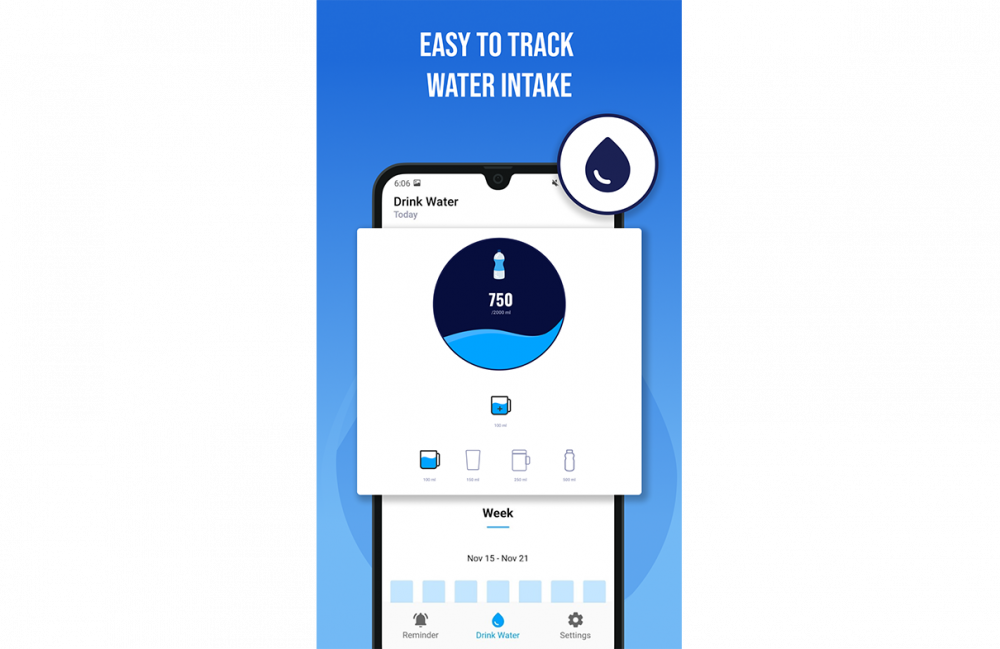 EASY TO TRACK
WATER INTAKE
6:06
Drink Water
Today
750
/2000 ml
100 ml
100 ml
150 ml
250 ml
500 ml
Week
Nov 15 - Nov 21
Reminder
Drink Water
Settings